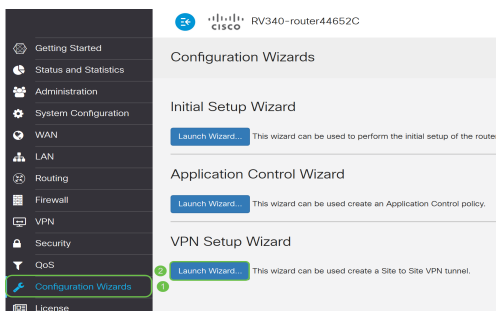 CISCO
RV340-router44652C
Getting Started
Status and Statistics
Administration
System Configuration
WAN
LAN
Routing
Firewall
VPN
Security
QoS
Configuration Wizards
1
License
Configuration Wizards
Initial Setup Wizard
Launch Wizard... This wizard can be used to perform the initial setup of the router
Application Control Wizard
Launch Wizard... This wizard can be used create an Application Control policy.
VPN Setup Wizard
2 Launch Wizard... This wizard can be used create a Site to Site VPN tunnel.